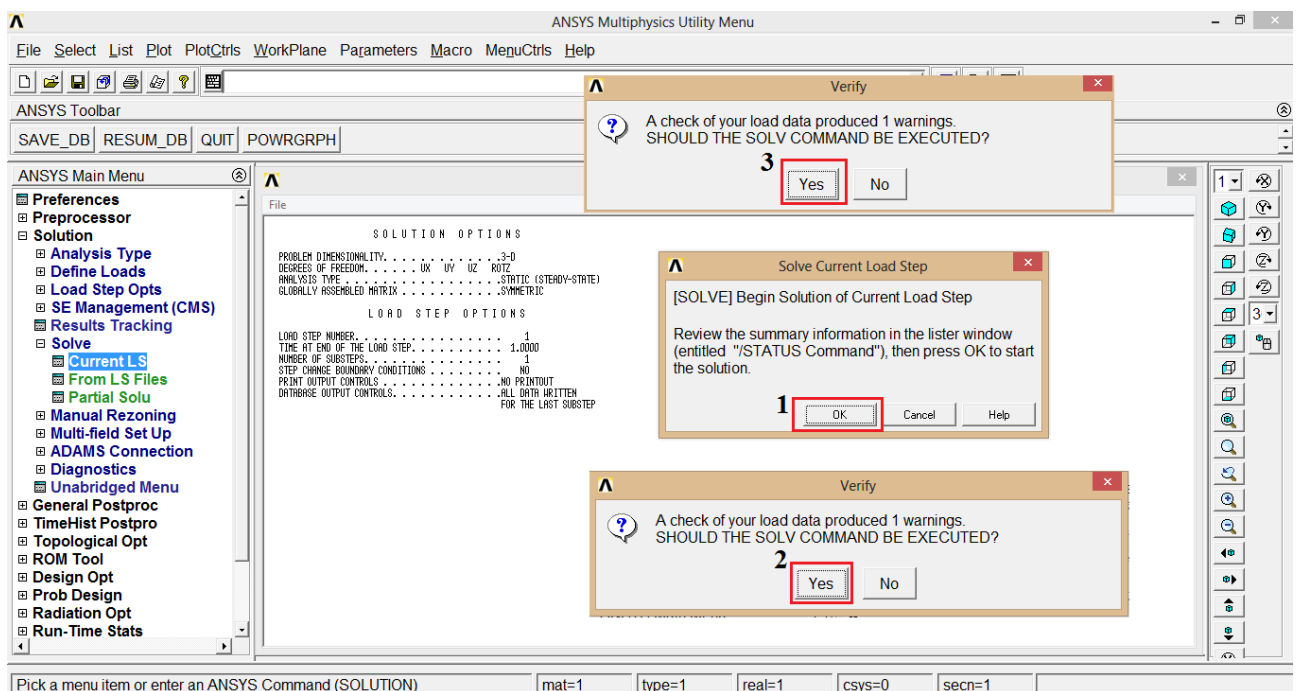 ANSYS Multiphysics Utility Menu
File Select List Plot PlotCtrls WorkPlane Parameters Macro MenuCtrls Help
ANSYS Toolbar
SAVE_DB RESUM_DB QUIT POWRGRPH
ANSYS Main Menu
Preferences
Preprocessor
Solution
Analysis Type
Define Loads
Load Step Opts
SE Management (CMS)
Results Tracking
Solve
Current LS
From LS Files
Partial Solu
Manual Rezoning
Multi-field Set Up
ADAMS Connection
Diagnostics
Unabridged Menu
General Postproc
TimeHist Postpro
Topological Opt
ROM Tool
Design Opt
Prob Design
Radiation Opt
Run-Time Stats
File
SOLUTION OPTIONS
PROBLEM DIMENSIONALITY. . . . . . . . . . . . .3-D
DEGREES OF FREEDOM. . . . . . UX UY UZ ROTZ
ANALYSIS TYPE . . . . . . . . . . . . . . . . .STATIC (STEADY-STATE)
GLOBALLY ASSEMBLED MATRIX . . . . . . . . . . .SYMMETRIC
LOAD STEP OPTIONS
LOAD STEP NUMBER. . . . . . . . . . . . . . . . 1
TIME AT END OF THE LOAD STEP. . . . . . . . . . 1.0000
NUMBER OF SUBSTEPS. . . . . . . . . . . . . . . 1
STEP CHANGE BOUNDARY CONDITIONS . . . . . . . . NO
PRINT OUTPUT CONTROLS . . . . . . . . . . . . .NO PRINTOUT
DATABASE OUTPUT CONTROLS. . . . . . . . . . . .ALL DATA WRITTEN
FOR THE LAST SUBSTEP
Verify
A check of your load data produced 1 warnings.
SHOULD THE SOLV COMMAND BE EXECUTED?
3
Yes No
Solve Current Load Step
[SOLVE] Begin Solution of Current Load Step
Review the summary information in the lister window
(entitled "/STATUS Command"), then press OK to start
the solution.
1
OK Cancel Help
Verify
A check of your load data produced 1 warnings.
SHOULD THE SOLV COMMAND BE EXECUTED?
2
Yes No
1
3
Pick a menu item or enter an ANSYS Command (SOLUTION) mat=1 type=1 real=1 csys=0 secn=1